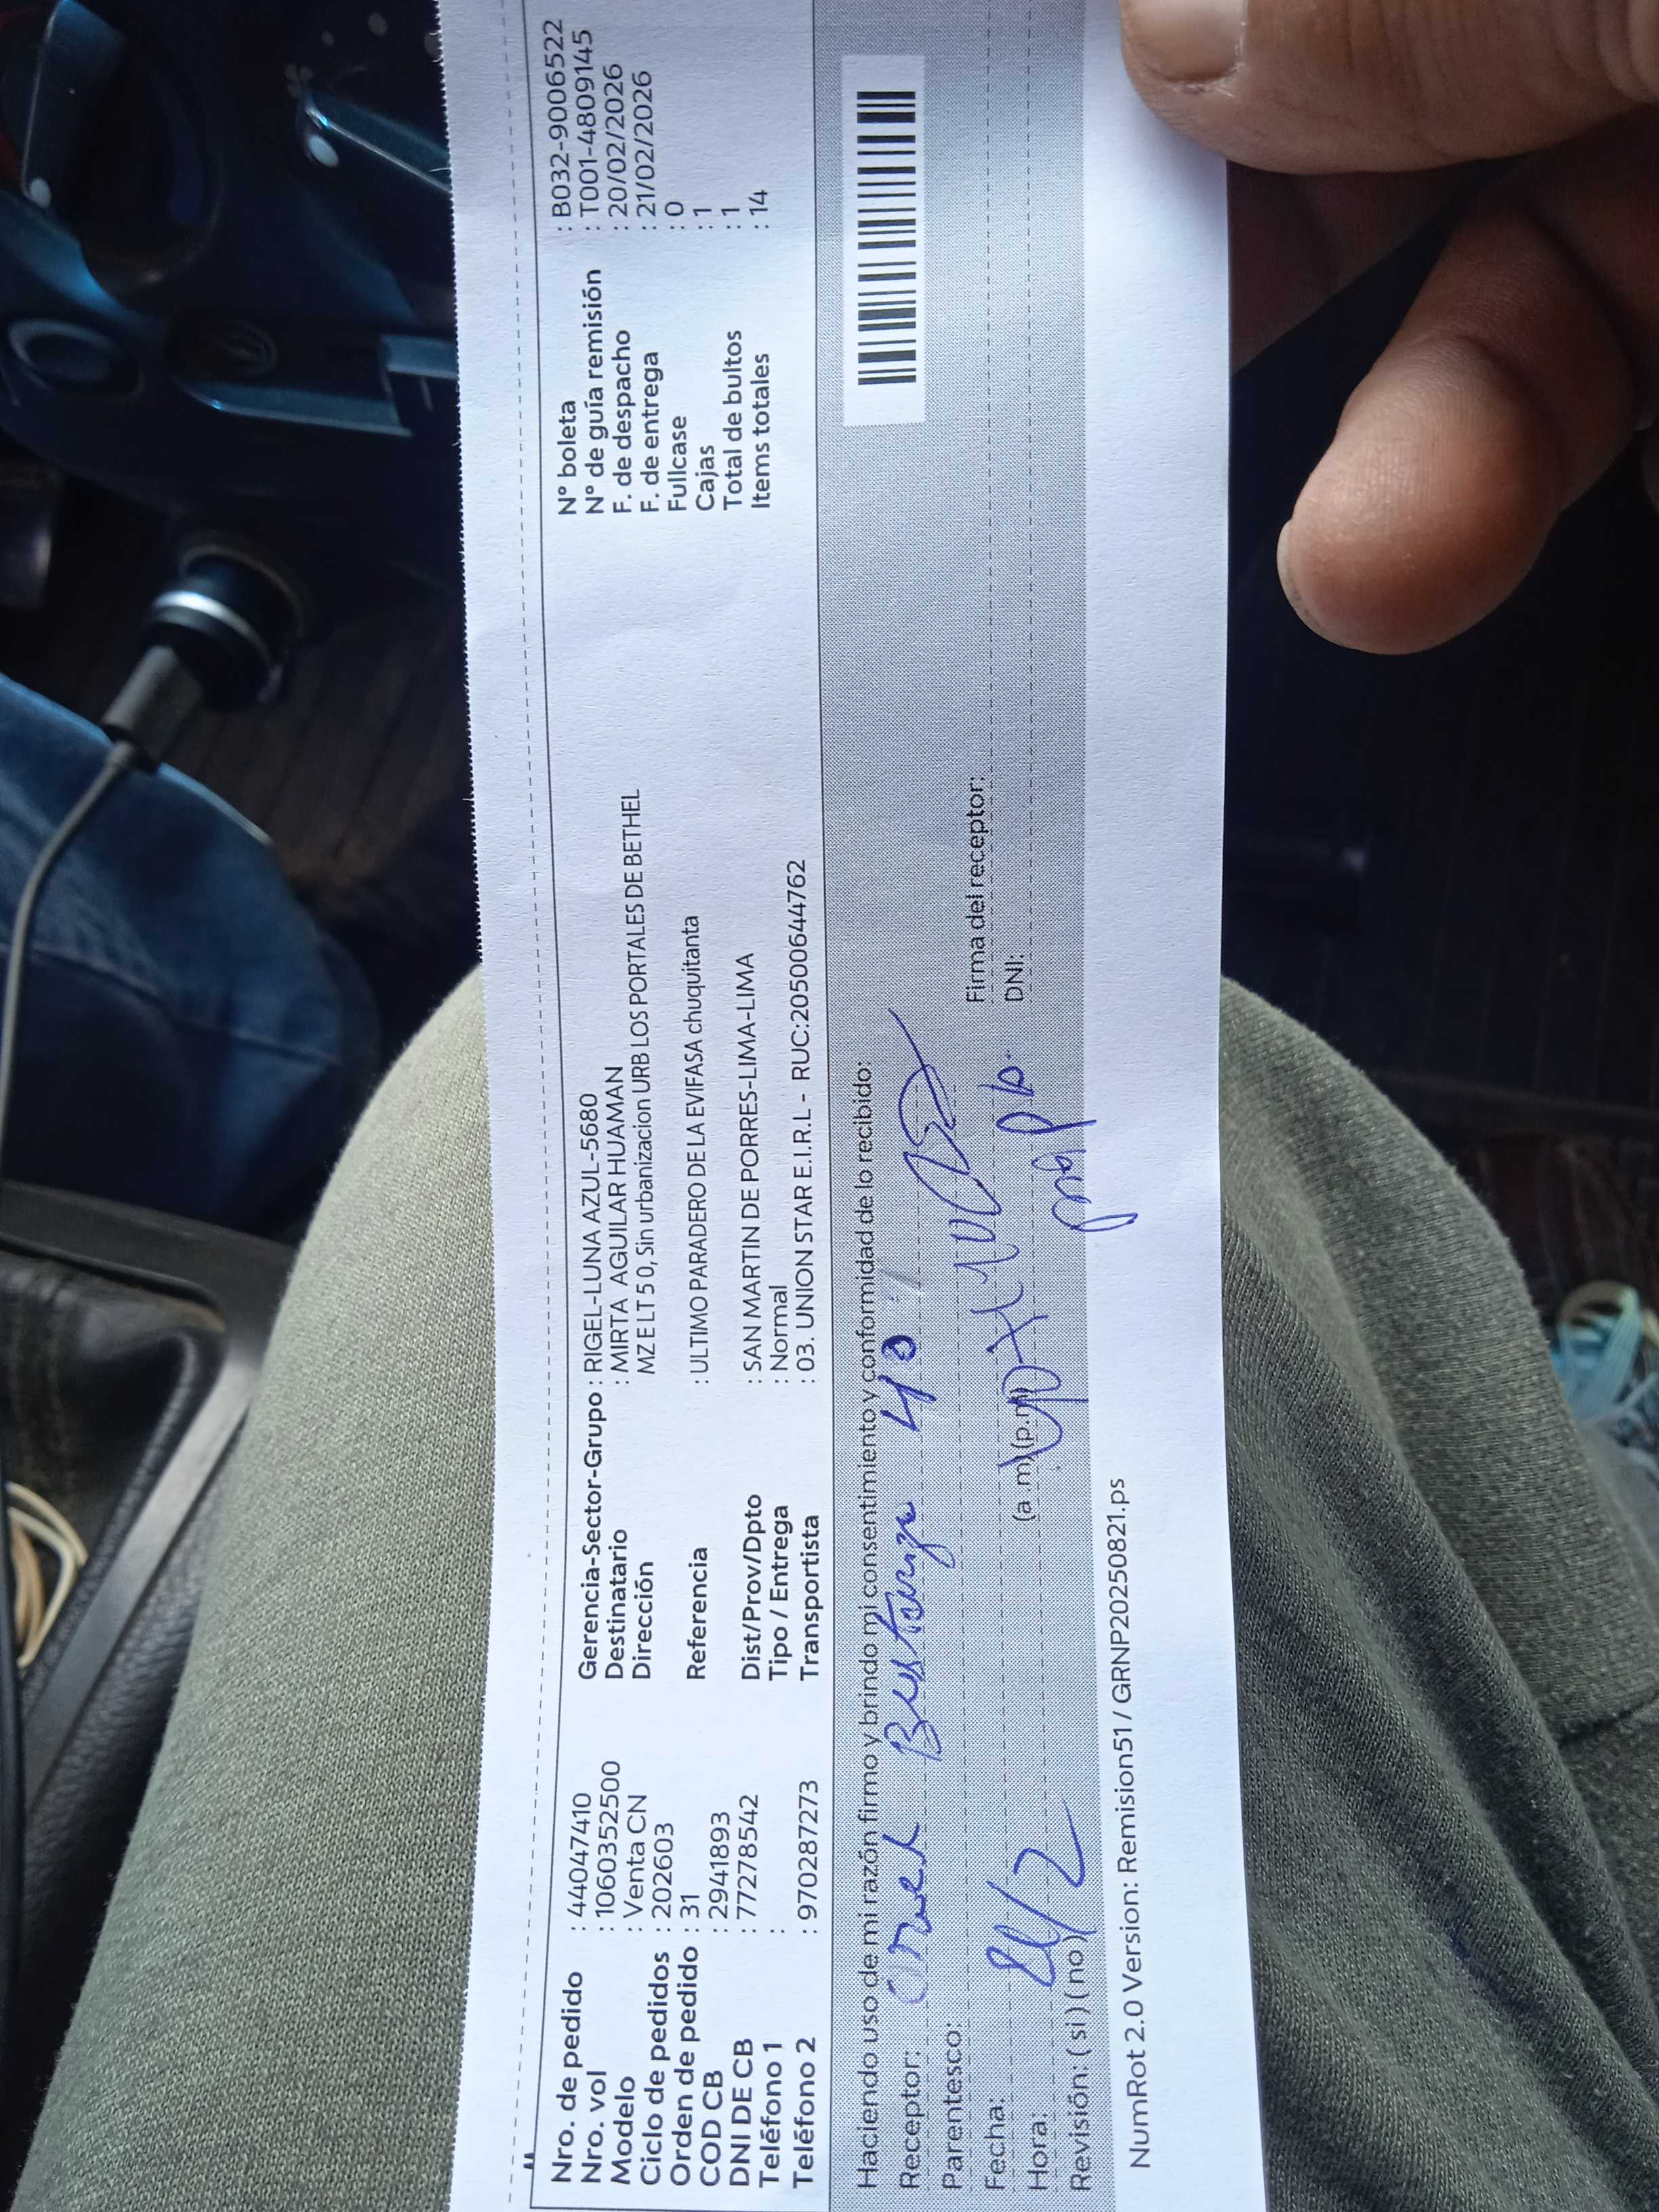 Nro. de pedido : 44047410
Nro. vol : 1060352500
Modelo : Venta CN
Ciclo de pedidos : 202603
Orden de pedido : 31
COD CB : 2941893
DNI DE CB : 77278542
Teléfono 1 :
Teléfono 2 : 970287273
Gerencia-Sector-Grupo : RIGEL-LUNA AZUL-5680
Destinatario : MIRTA AGUILAR HUAMAN
Dirección MZ E LT 5 0, Sin urbanizacion URB LOS PORTALES DE BETHEL
Referencia : ULTIMO PARADERO DE LA EVIFASA chuquitanta
Dist/Prov/Dpto : SAN MARTIN DE PORRES-LIMA-LIMA
Tipo / Entrega : Normal
Transportista : 03. UNION STAR E.I.R.L - RUC:20500644762
N° boleta : B032-90006522
N° de guía remisión : T001-4809145
F. de despacho : 20/02/2026
F. de entrega : 21/02/2026
Fullcase : 0
Cajas : 1
Total de bultos : 1
Items totales : 14
Haciendo uso de mi razón firmo y brindo mi consentimiento y conformidad de lo recibido:
Receptor:
Parentesco:
Fecha:
Hora: (a .m)(p.m)
Revisión: ( si ) ( no )
Firma del receptor:
DNI:
NumRot 2.0 Version: Remision51 / GRNP20250821.ps